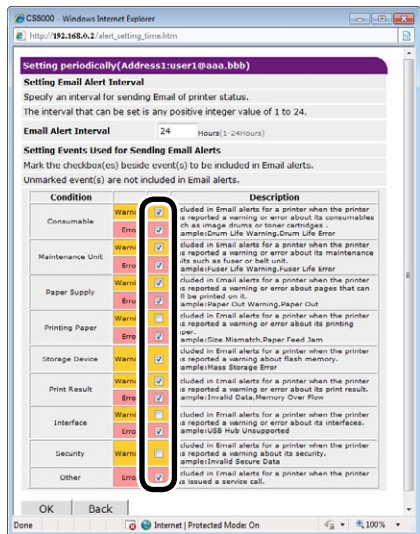 CS8000 - Windows Internet Explorer
http://192.168.0.2/alert_setting_time.htm
Setting periodically(Address1:user1@aaa.bbb)
Setting Email Alert Interval
Specify an interval for sending Email of printer status.
The interval that can be set is any positive integer value of 1 to 24.
Email Alert Interval 24 Hours(1-24Hours)
Setting Events Used for Sending Email Alerts
Mark the checkbox(es) beside event(s) to be included in Email alerts.
Unmarked event(s) are not included in Email alerts.
Condition Description
Consumable
Warni
Erro
cluded in Email alerts for a printer when the printer
s reported a warning or error about its consumables
ch as image drums or toner cartridges .
ample:Drum Life Warning,Drum Life Error
Maintenance Unit
Warni
Erro
cluded in Email alerts for a printer when the printer
s reported a warning or error about its maintenance
its such as fuser or belt unit.
ample:Fuser Life Warning,Fuser Life Error
Paper Supply
Warni
Erro
cluded in Email alerts for a printer when the printer
s reported a warning or error about pages that can
ll be printed on it.
ample:Paper Out Warning,Paper Out
Printing Paper
Warni
Erro
cluded in Email alerts for a printer when the printer
s reported a warning or error about its printing
per.
ample:Size Mismatch,Paper Feed Jam
Storage Device
Warni
cluded in Email alerts for a printer when the printer
s reported a warning about flash memory.
ample:Mass Storage Error
Print Result
Warni
Erro
cluded in Email alerts for a printer when the printer
s reported a warning or error about its print result.
ample:Invalid Data,Memory Over Flow
Interface
Warni
Erro
cluded in Email alerts for a printer when the printer
s reported a warning or error about its interfaces.
ample:USB Hub Unsupported
Security
Warni
cluded in Email alerts for a printer when the printer
s reported a warning about its security.
ample:Invalid Secure Data
Other
Erro
cluded in Email alerts for a printer when the printer
s issued a service call.
OK Back
Done Internet | Protected Mode: On 100%